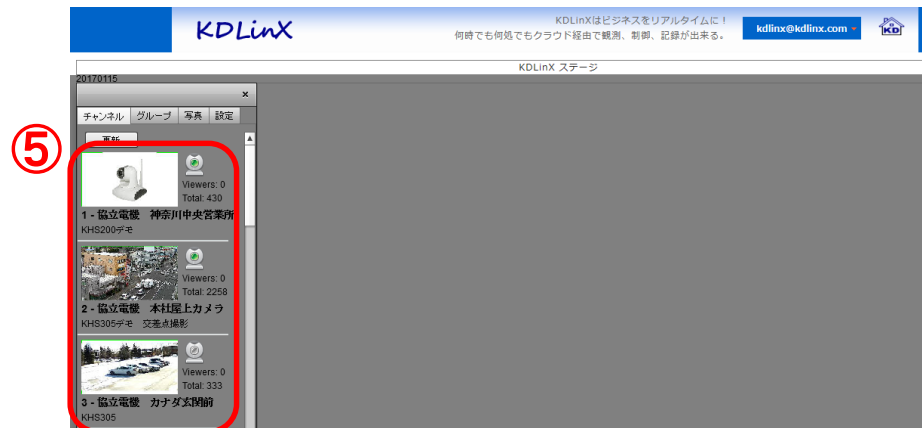 KDLinX
KDLinXはビジネスをリアルタイムに！
何時でも何処でもクラウド経由で観測、制御、記録が出来る。
kdlinx@kdlinx.com
KD
KDLinX ステージ
20170115
x
チャンネル グループ 写真 設定
更新
⑤
Viewers: 0
Total: 430
1 - 協立電機 神奈川中央営業所
KHS200デモ
Viewers: 0
Total: 2258
2 - 協立電機 本社屋上カメラ
KHS305デモ 交差点撮影
Viewers: 0
Total: 333
3 - 協立電機 カナダ玄関前
KHS305